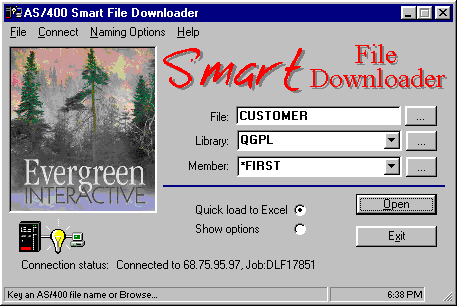 AS/400 Smart File Downloader
File Connect Naming Options Help
Smart File Downloader
File: CUSTOMER ...
Library: QGPL ...
Member: *FIRST ...
Evergreen
INTERACTIVE
Quick load to Excel
Show options
Open
Exit
Connection status: Connected to 68.75.95.97, Job:DLF17851
Key an AS/400 file name or Browse... 6:38 PM